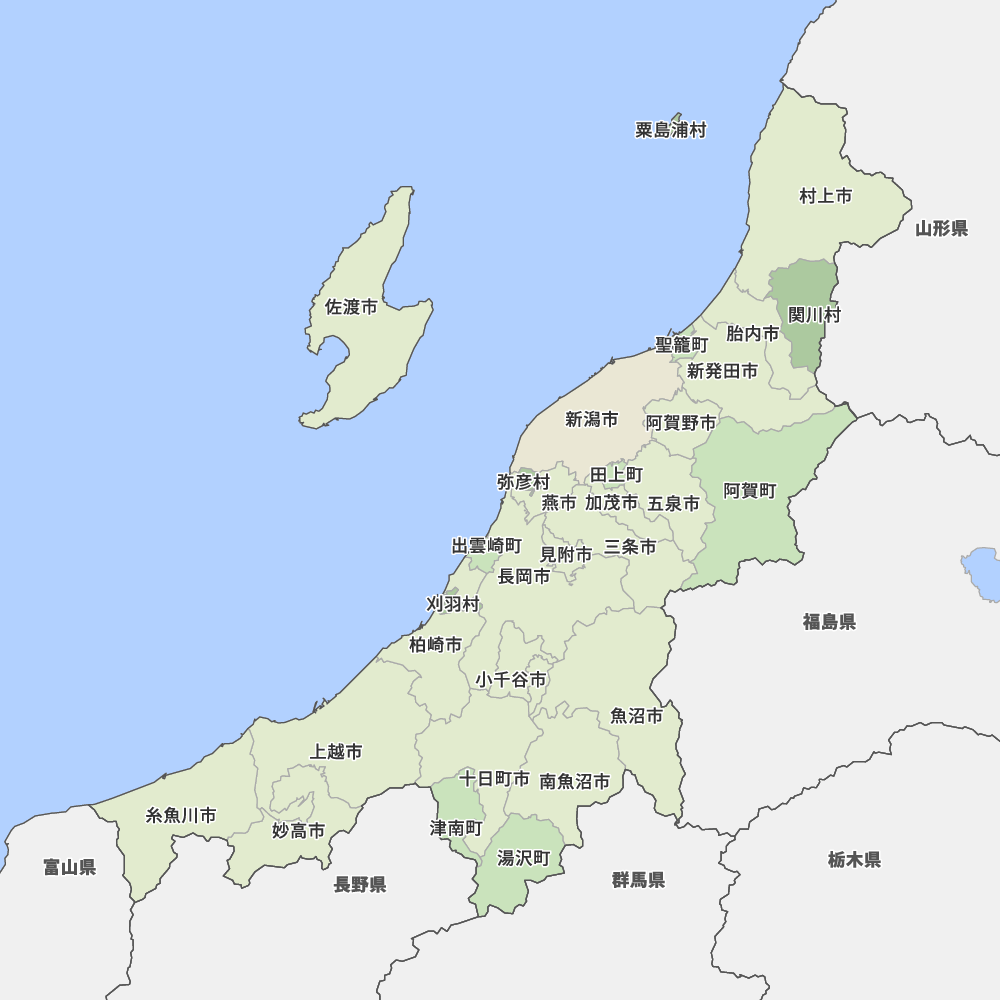 粟島浦村
村上市
山形県
佐渡市
関川村
胎内市
聖籠町
新発田市
新潟市
阿賀野市
田上町
弥彦村
阿賀町
燕市
加茂市
五泉市
出雲崎町
三条市
見附市
長岡市
刈羽村
福島県
柏崎市
小千谷市
魚沼市
上越市
十日町市
南魚沼市
糸魚川市
津南町
妙高市
湯沢町
栃木県
富山県
群馬県
長野県